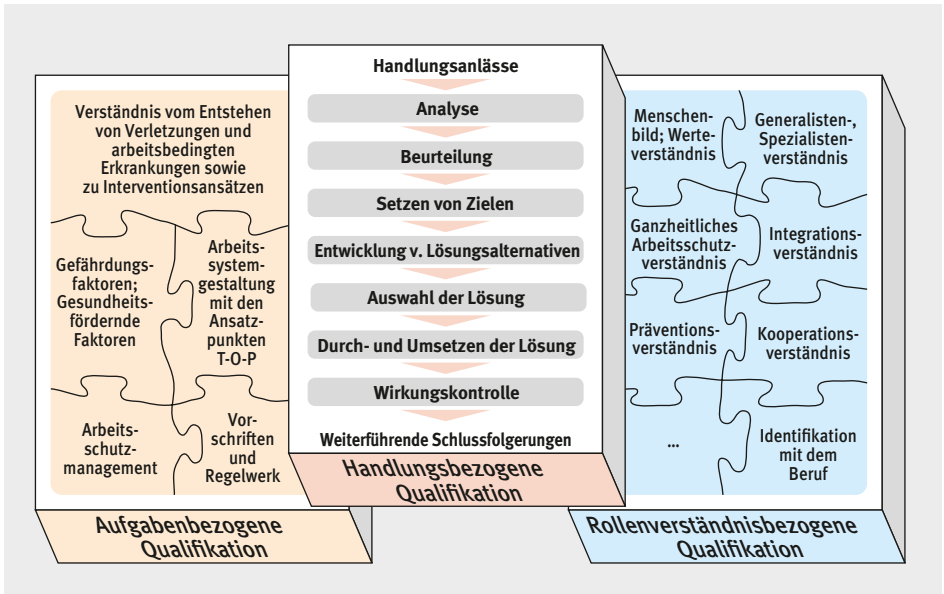 Verständnis vom Entstehen
von Verletzungen und
arbeitsbedingten
Erkrankungen sowie
zu Interventionsansätzen
Gefährdungs-
faktoren;
Gesundheits-
fördernde
Faktoren
Arbeits-
system-
gestaltung
mit den
Ansatz-
punkten
T-O-P
Arbeits-
schutz-
management
Vor-
schriften
und
Regelwerk
Aufgabenbezogene
Qualifikation
Handlungsanlässe
Analyse
Beurteilung
Setzen von Zielen
Entwicklung v. Lösungsalternativen
Auswahl der Lösung
Durch- und Umsetzen der Lösung
Wirkungskontrolle
Weiterführende Schlussfolgerungen
Handlungsbezogene
Qualifikation
Menschen-
bild; Werte-
verständnis
Generalisten-,
Spezialisten-
verständnis
Ganzheitliches
Arbeitsschutz-
verständnis
Integrations-
verständnis
Präventions-
verständnis
Kooperations-
verständnis
...
Identifikation
mit dem
Beruf
Rollenverständnisbezogene
Qualifikation